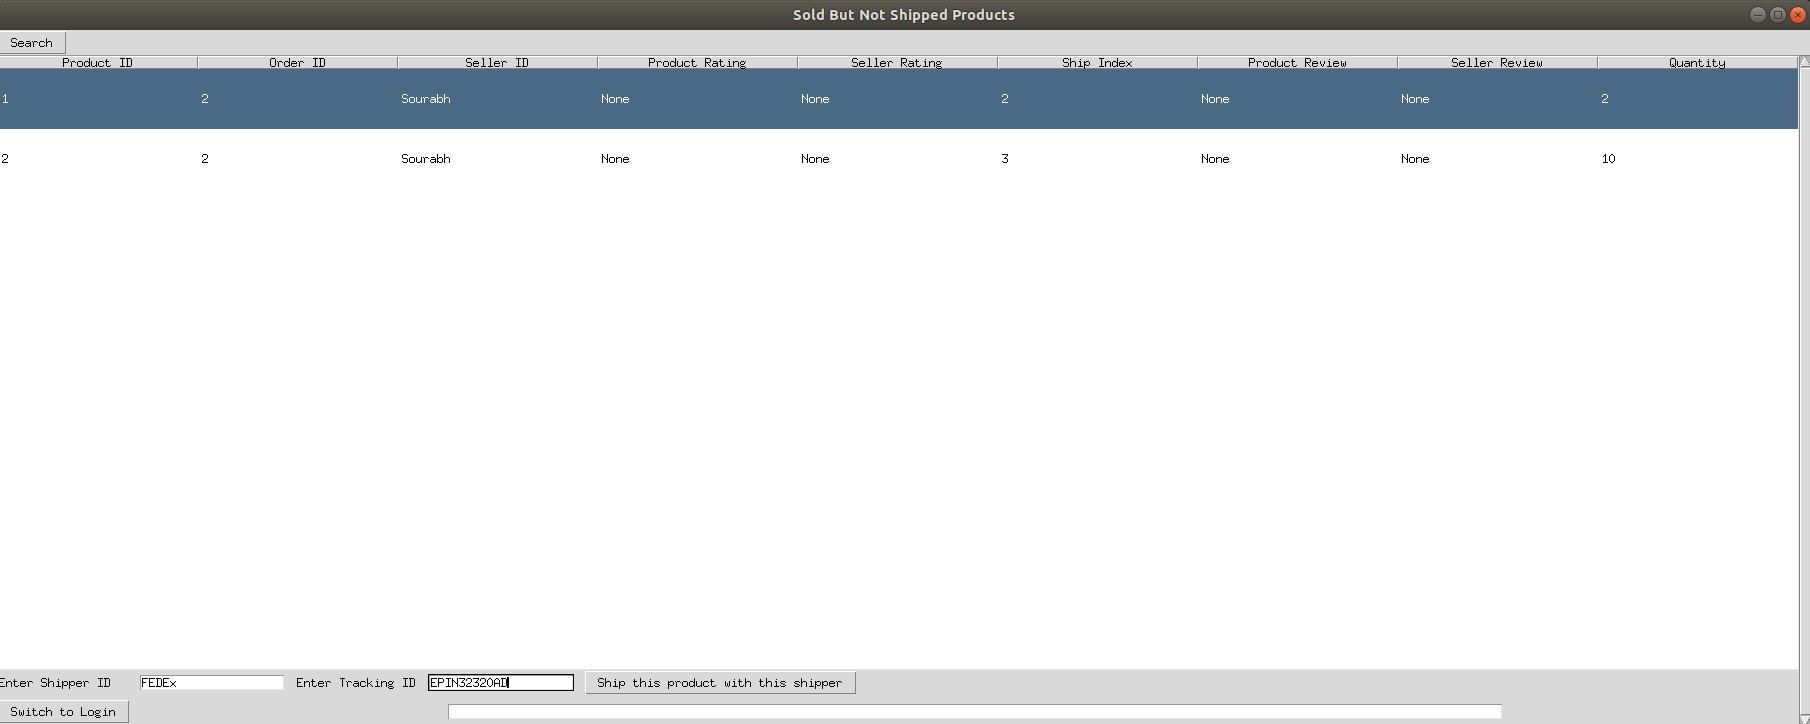 Sold But Not Shipped Products
Search
Product ID Order ID Seller ID Product Rating Seller Rating Ship Index Product Review Seller Review Quantity
1 2 Sourabh None None 2 None None 2
2 2 Sourabh None None 3 None None 10
Enter Shipper ID FEDEx Enter Tracking ID EPIN32320AD Ship this product with this shipper
Switch to Login